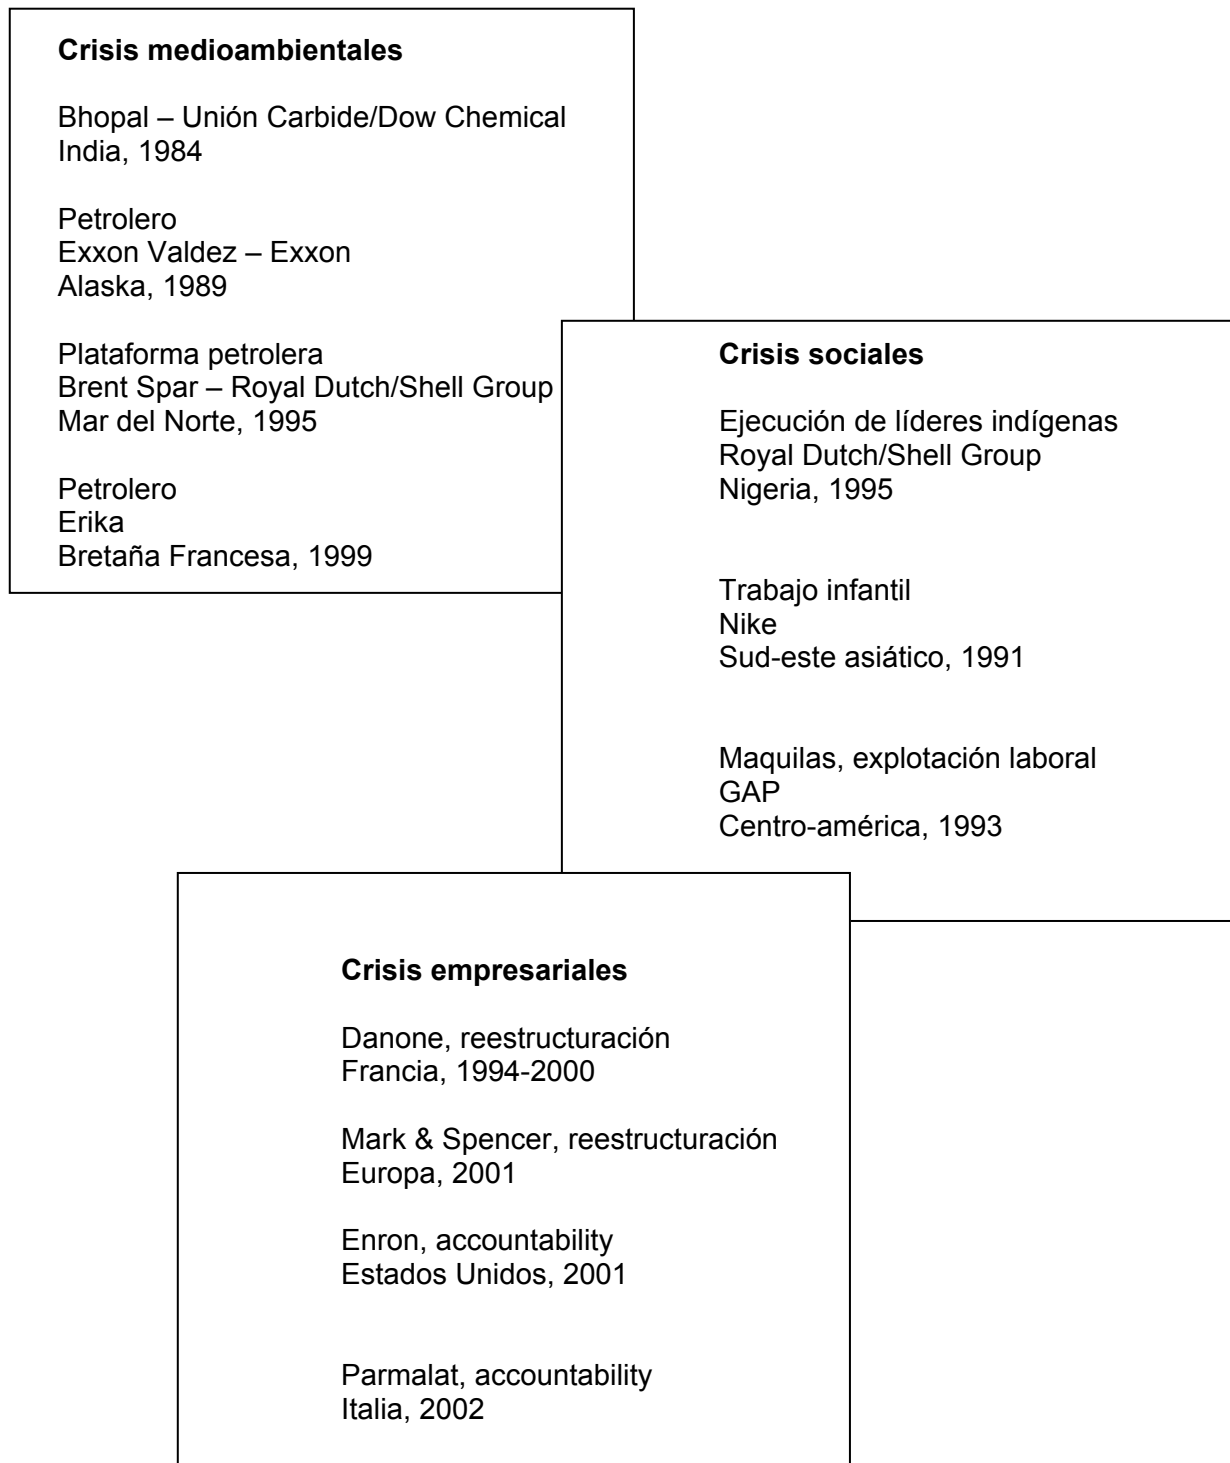 Crisis medioambientales
Bhopal – Unión Carbide/Dow Chemical
India, 1984
Petrolero
Exxon Valdez – Exxon
Alaska, 1989
Plataforma petrolera
Brent Spar – Royal Dutch/Shell Group
Mar del Norte, 1995
Petrolero
Erika
Bretaña Francesa, 1999
Crisis sociales
Ejecución de líderes indígenas
Royal Dutch/Shell Group
Nigeria, 1995
Trabajo infantil
Nike
Sud-este asiático, 1991
Maquilas, explotación laboral
GAP
Centro-américa, 1993
Crisis empresariales
Danone, reestructuración
Francia, 1994-2000
Mark & Spencer, reestructuración
Europa, 2001
Enron, accountability
Estados Unidos, 2001
Parmalat, accountability
Italia, 2002